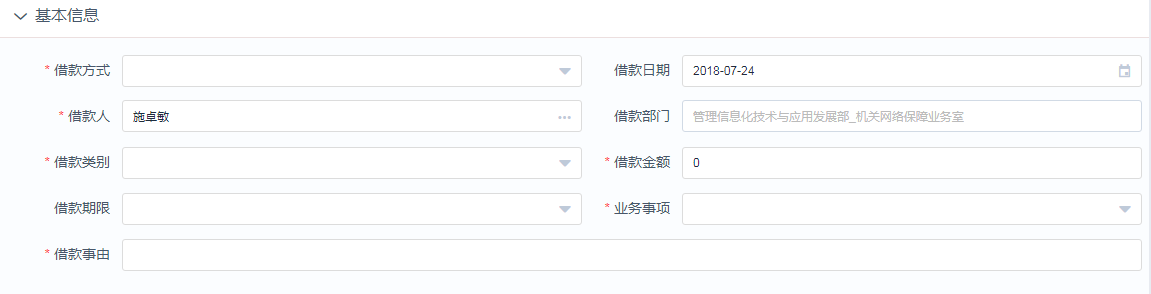 基本信息
* 借款方式 借款日期 2018-07-24
* 借款人 施卓敏 ... 借款部门 管理信息化技术与应用发展部_机关网络保障业务室
* 借款类别 * 借款金额 0
借款期限 * 业务事项
* 借款事由